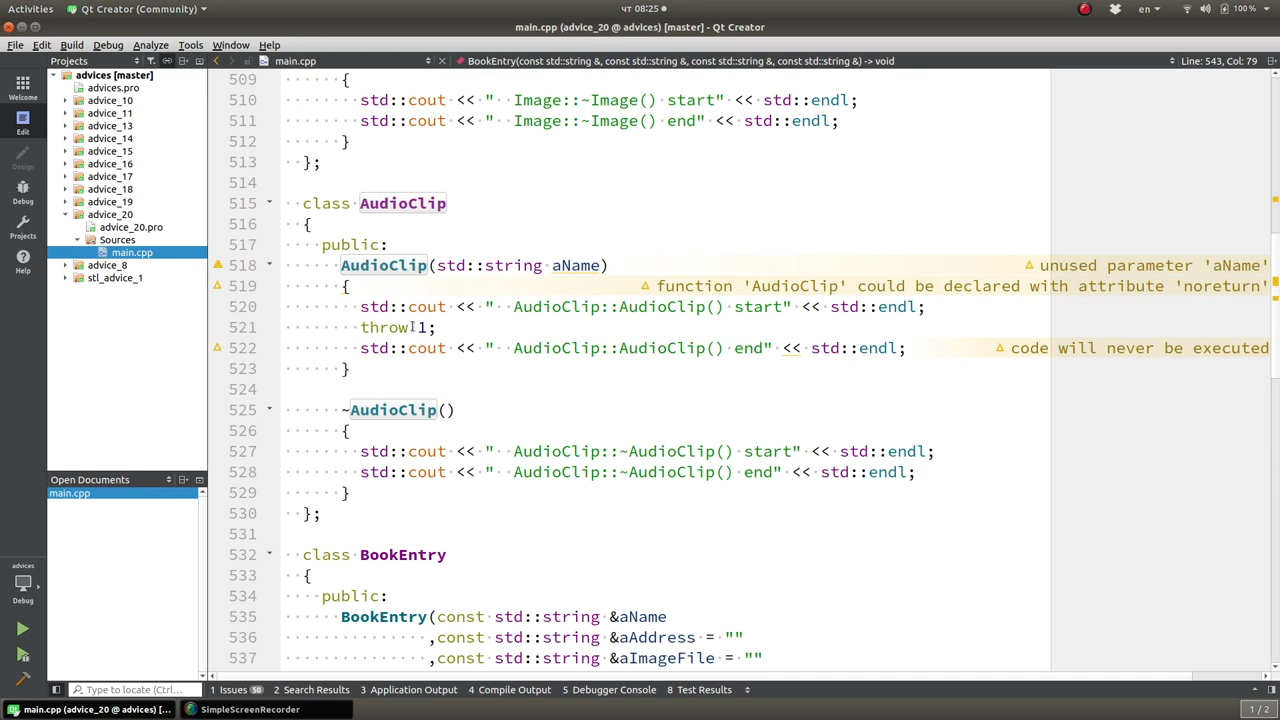 Activities Qt Creator (Community) чт 08:25 en 100 %
main.cpp (advice_20 @ advices) [master] - Qt Creator
File Edit Build Debug Analyze Tools Window Help
Projects main.cpp BookEntry(const std::string &, const std::string &, const std::string &, const std::string &) -> void Line: 543, Col: 79
Welcome
Edit
Design
Debug
Projects
Help
advices [master]
advices.pro
advice_10
advice_11
advice_13
advice_14
advice_15
advice_16
advice_17
advice_18
advice_19
advice_20
advice_20.pro
Sources
main.cpp
advice_8
stl_advice_1
Open Documents
main.cpp
509 {
510 std::cout << " Image::~Image() start" << std::endl;
511 std::cout << " Image::~Image() end" << std::endl;
512 }
513 };
514
515 class AudioClip
516 {
517 public:
518 AudioClip(std::string aName) unused parameter 'aName'
519 { function 'AudioClip' could be declared with attribute 'noreturn'
520 std::cout << " AudioClip::AudioClip() start" << std::endl;
521 throw 1;
522 std::cout << " AudioClip::AudioClip() end" << std::endl; code will never be executed
523 }
524
525 ~AudioClip()
526 {
527 std::cout << " AudioClip::~AudioClip() start" << std::endl;
528 std::cout << " AudioClip::~AudioClip() end" << std::endl;
529 }
530 };
531
532 class BookEntry
533 {
534 public:
535 BookEntry(const std::string &aName
536 ,const std::string &aAddress = ""
537 ,const std::string &aImageFile = ""
advices
Debug
Type to locate (Ctrl... 1 Issues 50 2 Search Results 3 Application Output 4 Compile Output 5 Debugger Console 8 Test Results
main.cpp (advice_20 @ advices) [... SimpleScreenRecorder 1 / 2